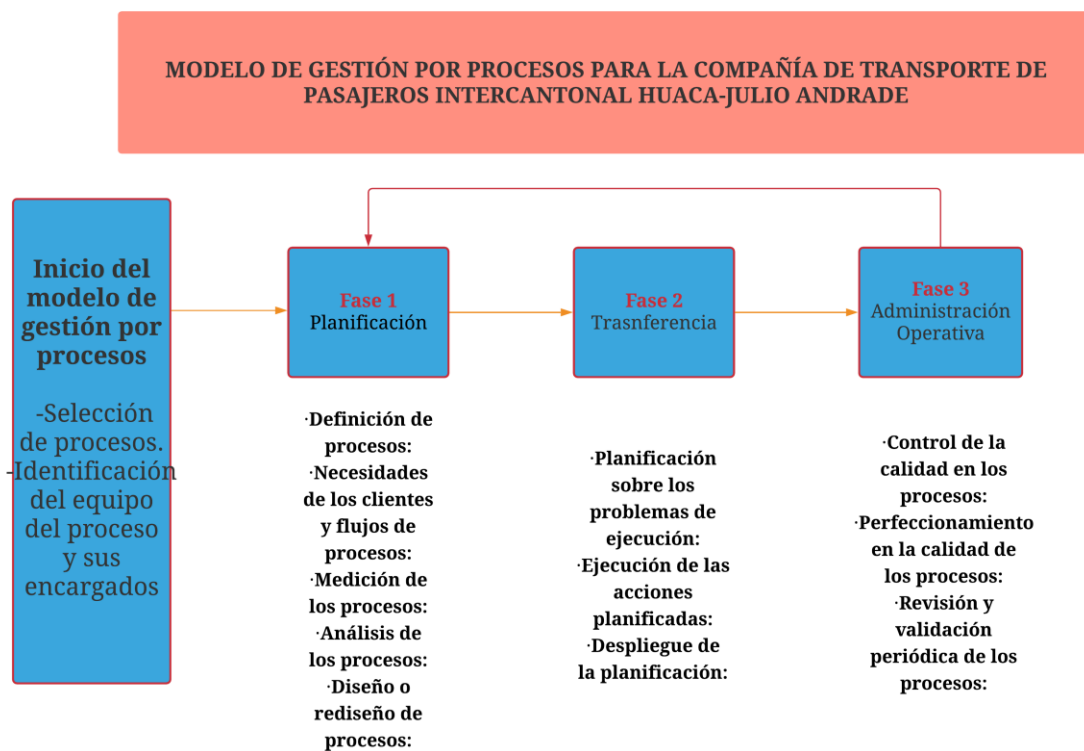 MODELO DE GESTIÓN POR PROCESOS PARA LA COMPAÑÍA DE TRANSPORTE DE
PASAJEROS INTERCANTONAL HUACA-JULIO ANDRADE
Inicio del
modelo de
gestión por
procesos
-Selección
de procesos.
-Identificación
del equipo
del proceso
y sus
encargados
Fase 1
Planificación
·Definición de
procesos:
·Necesidades
de los clientes
y flujos de
procesos:
·Medición de
los procesos:
·Análisis de
los procesos:
·Diseño o
rediseño de
procesos:
Fase 2
Trasnferencia
·Planificación
sobre los
problemas de
ejecución:
·Ejecución de las
acciones
planificadas:
·Despliegue de
la planificación:
Fase 3
Administración
Operativa
·Control de la
calidad en los
procesos:
·Perfeccionamiento
en la calidad de
los procesos:
·Revisión y
validación
periódica de los
procesos: